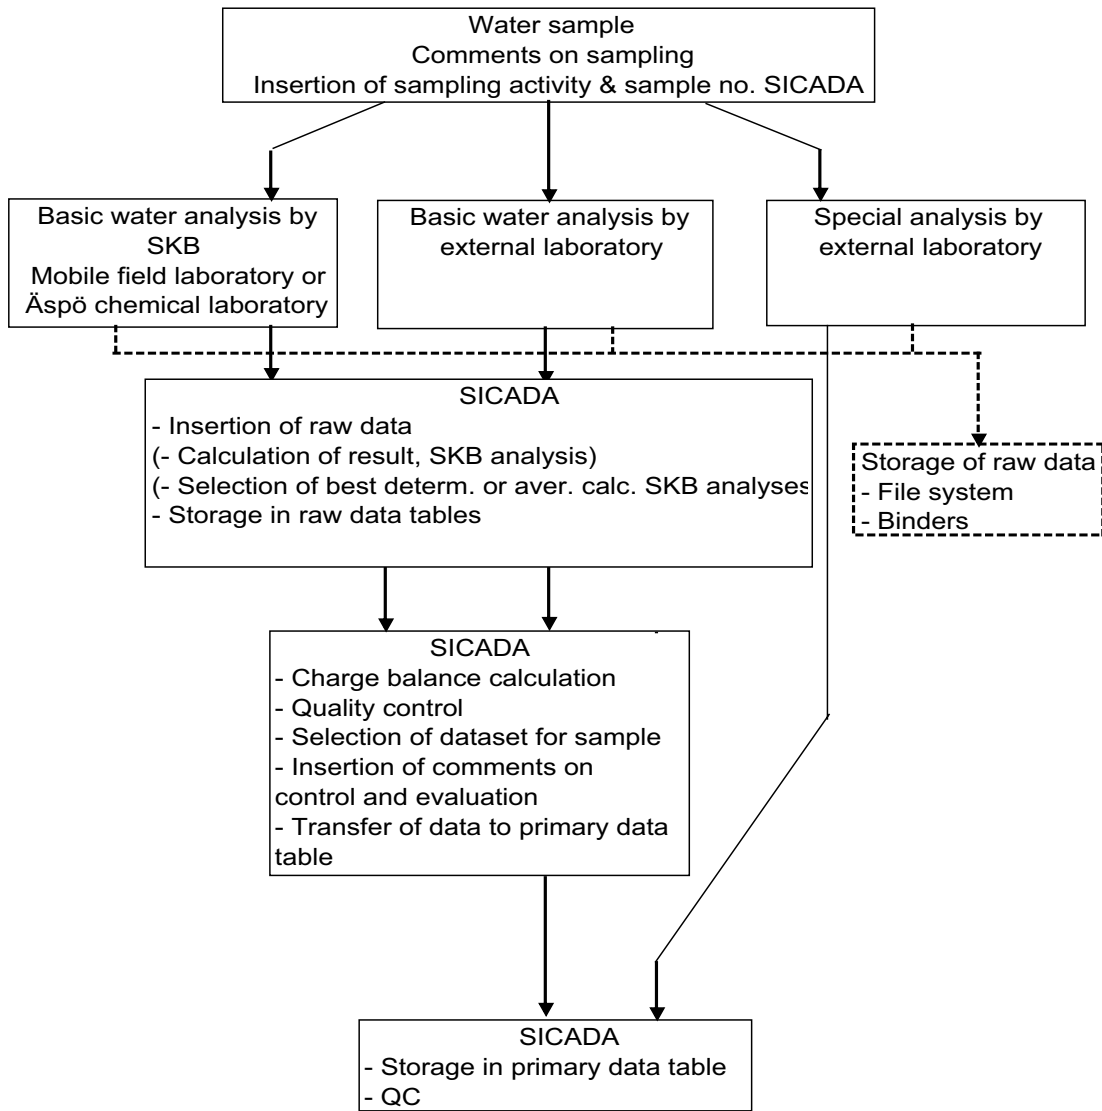 Water sample
Comments on sampling
Insertion of sampling activity & sample no. SICADA
Basic water analysis by
SKB
Mobile field laboratory or
Äspö chemical laboratory
Basic water analysis by
external laboratory
Special analysis by
external laboratory
SICADA
- Insertion of raw data
(- Calculation of result, SKB analysis)
(- Selection of best determ. or aver. calc. SKB analyses
- Storage in raw data tables
Storage of raw data
- File system
- Binders
SICADA
- Charge balance calculation
- Quality control
- Selection of dataset for sample
- Insertion of comments on
control and evaluation
- Transfer of data to primary data
table
SICADA
- Storage in primary data table
- QC